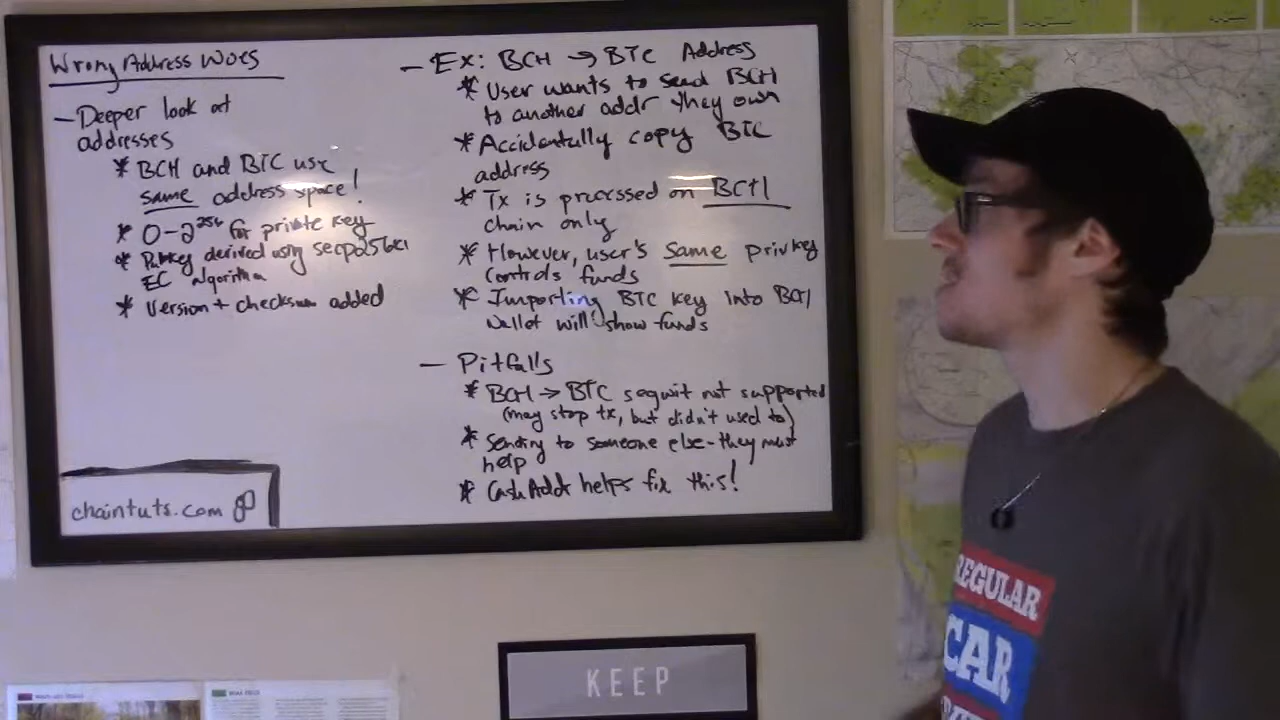 Wrong Address Woes
- Deeper look at
addresses
* BCH and BTC use
same address space!
* 0-2^256 for private key
* Pubkey derived using secp256k1
EC algorithm
* Version + checksum added
chaintuts.com
- Ex: BCH → BTC Address
* User wants to send BCH
to another addr they own
* Accidentally copy BTC
address
* Tx is processed on BCH
chain only
* However, user's same privkey
controls funds
* Importing BTC key into BCH
wallet will show funds
- Pitfalls
* BCH → BTC segwit not supported
(may stop tx, but didn't used to)
* Sending to someone else - they must
help
* CashAddr helps fix this!
REGULAR
CAR
KEEP